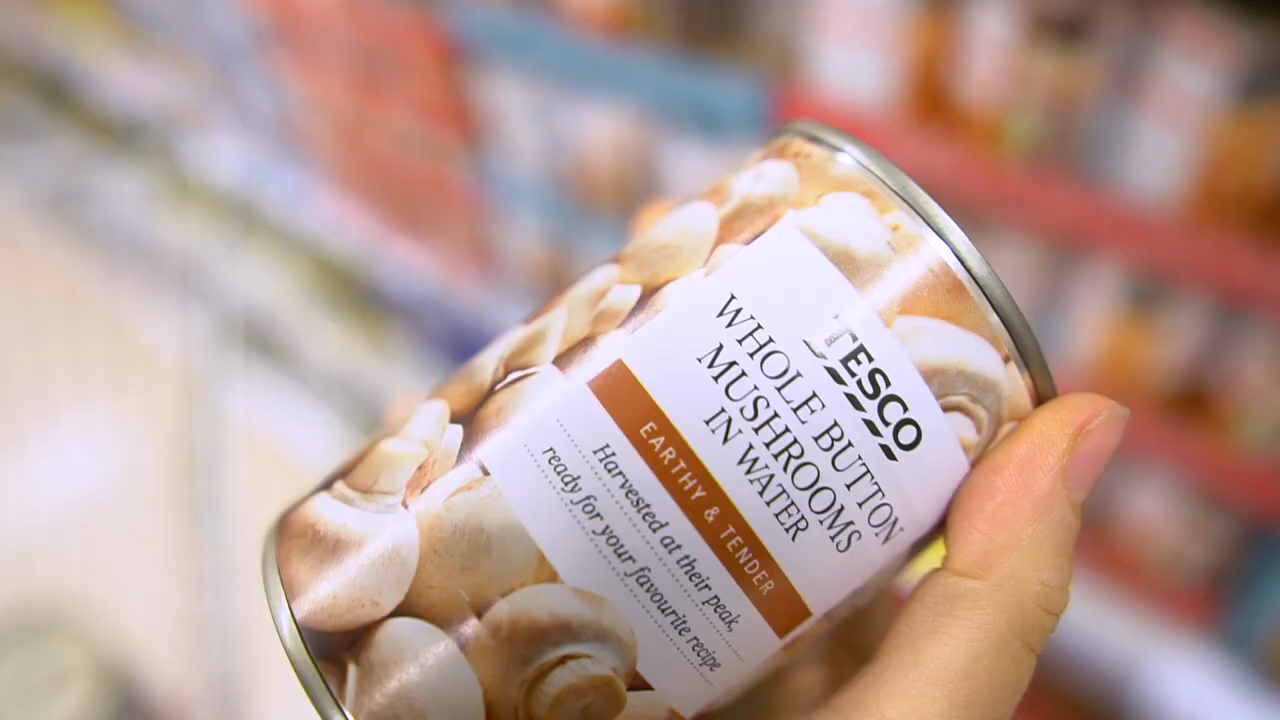 TESCO
WHOLE BUTTON
MUSHROOMS
IN WATER
EARTHY & TENDER
Harvested at their peak,
ready for your favourite recipe